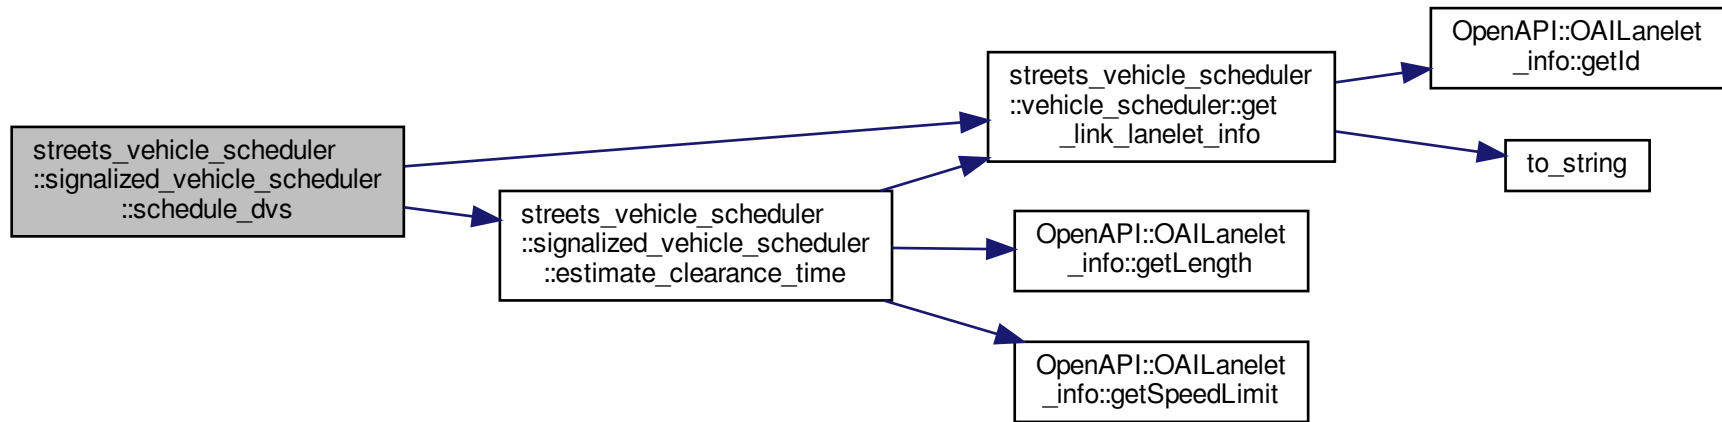 streets_vehicle_scheduler
::signalized_vehicle_scheduler
::schedule_dvs
streets_vehicle_scheduler
::signalized_vehicle_scheduler
::estimate_clearance_time
streets_vehicle_scheduler
::vehicle_scheduler::get
_link_lanelet_info
OpenAPI::OAILanelet
_info::getLength
OpenAPI::OAILanelet
_info::getSpeedLimit
OpenAPI::OAILanelet
_info::getId
to_string